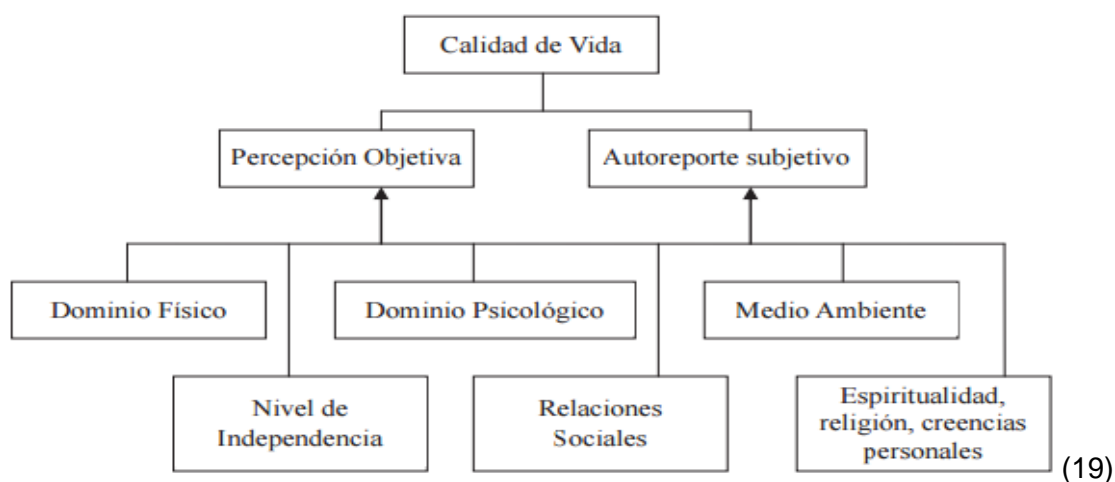 Calidad de Vida
Percepción Objetiva
Autoreporte subjetivo
Dominio Físico
Dominio Psicológico
Medio Ambiente
Nivel de
Independencia
Relaciones
Sociales
Espiritualidad,
religión, creencias
personales
(19)